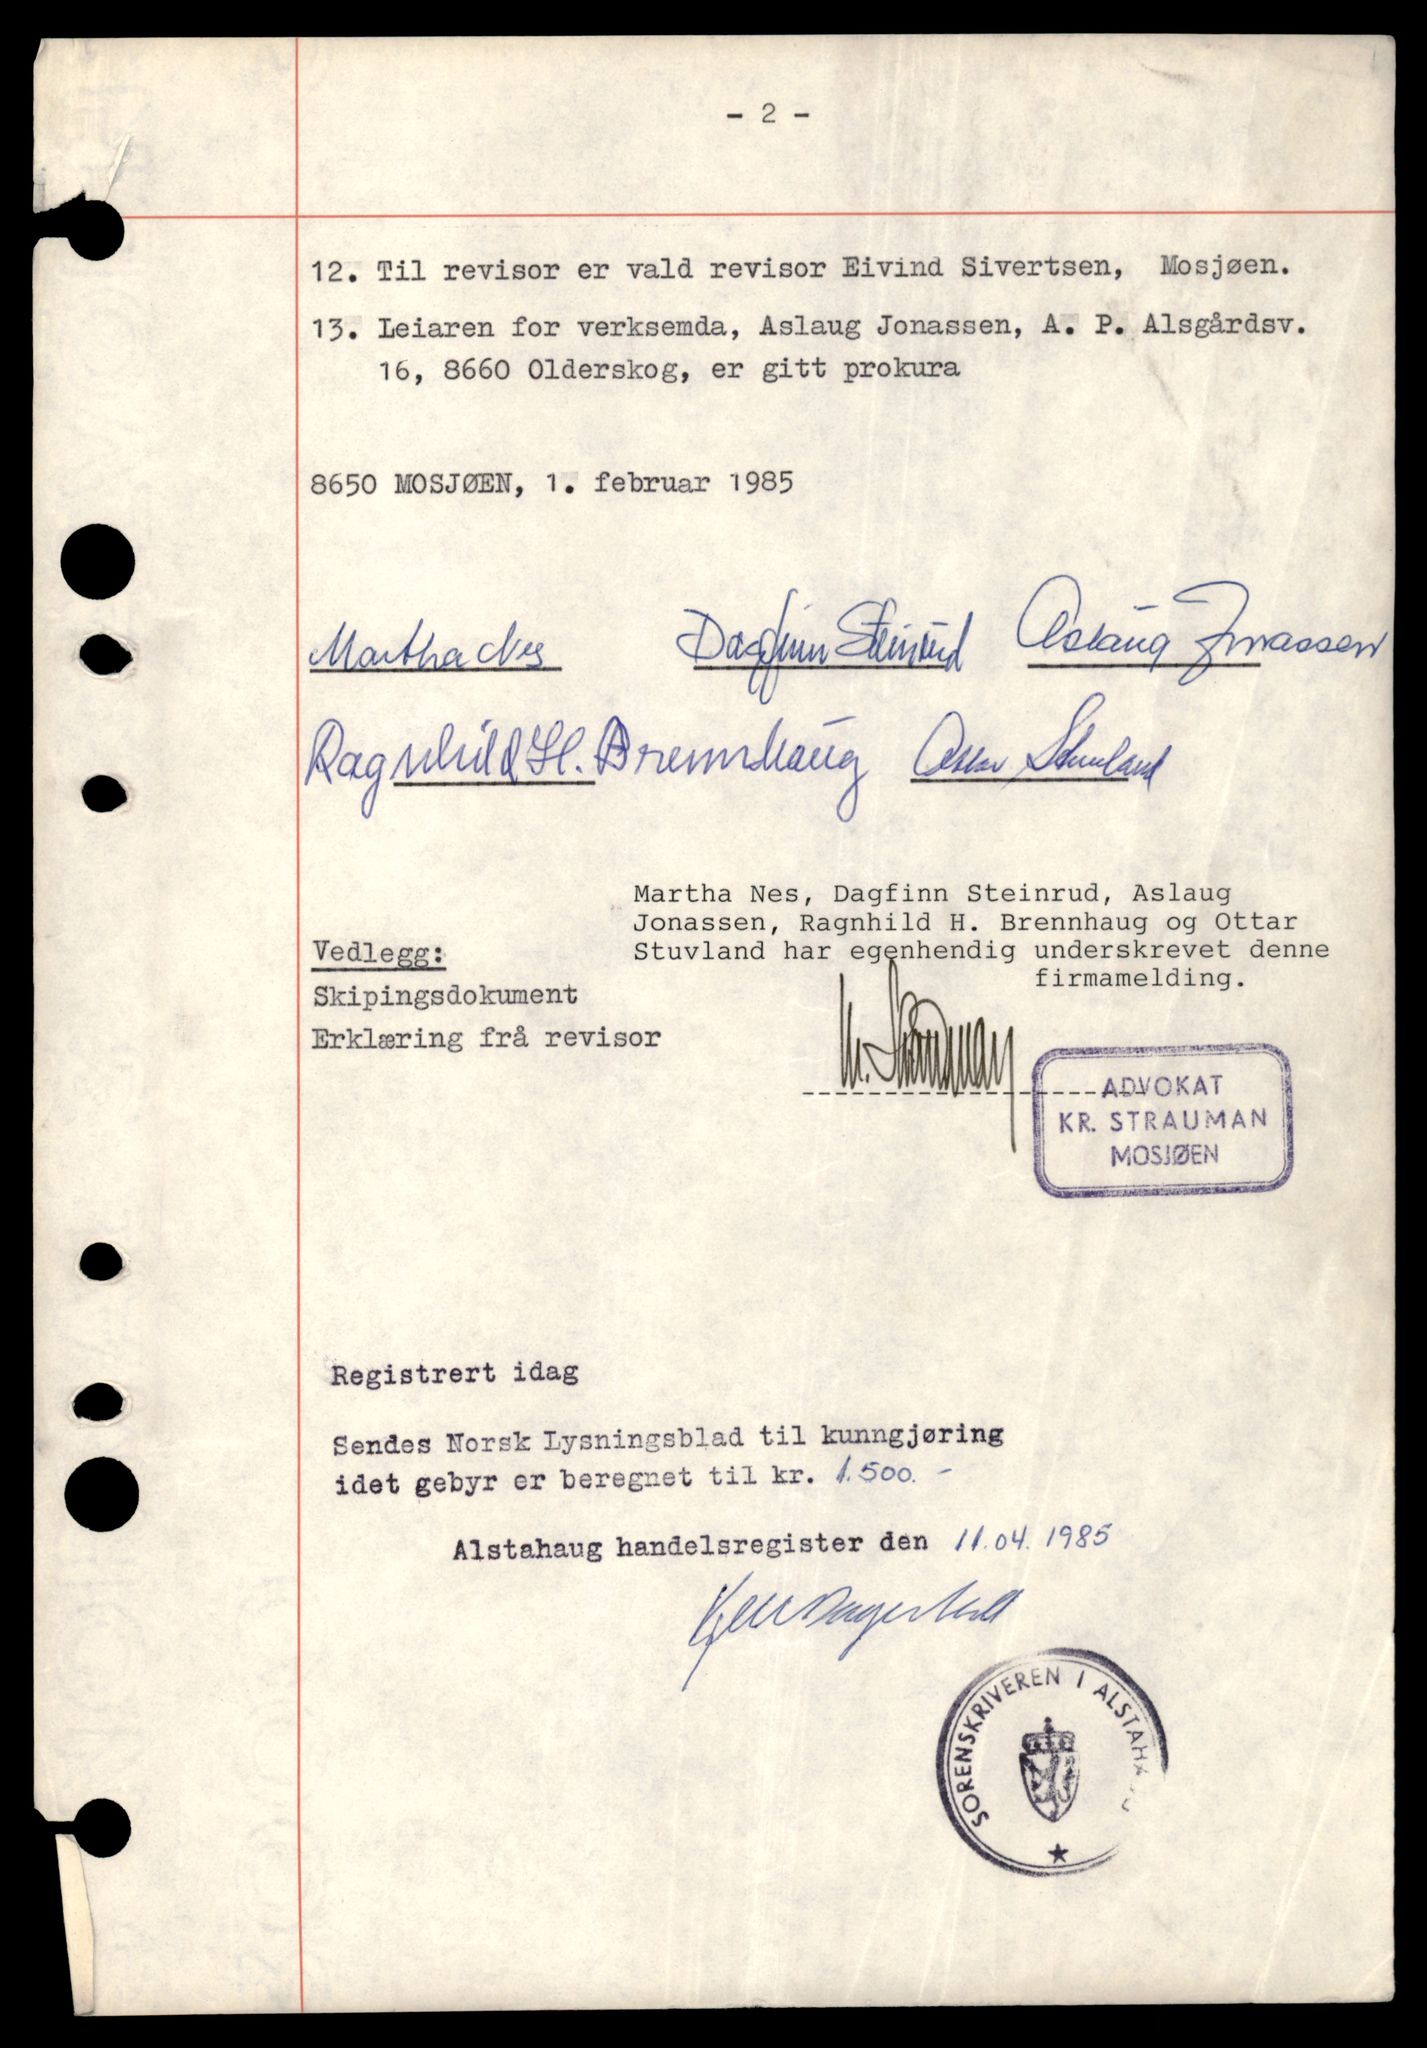 - 2 -
12. Til revisor er vald revisor Eivind Sivertsen, Mosjøen.
13. Leiaren for verksemda, Aslaug Jonassen, A. P. Alsgårdsv.
16, 8660 Olderskog, er gitt prokura
8650 MOSJØEN, 1. februar 1985
Martha Nes Dagfinn Steinrud Aslaug Jonassen
Ragnhild H. Brennhaug Ottar Stuvland
Martha Nes, Dagfinn Steinrud, Aslaug
Jonassen, Ragnhild H. Brennhaug og Ottar
Stuvland har egenhendig underskrevet denne
firmamelding.
Vedlegg:
Skipingsdokument
Erklæring frå revisor
Kr. Strauman
ADVOKAT
KR. STRAUMAN
MOSJØEN
Registrert idag
Sendes Norsk Lysningsblad til kunngjøring
idet gebyr er beregnet til kr. 1.500.-
Alstahaug handelsregister den 11.04.1985
SORENSKRIVEREN I ALSTAHAUG